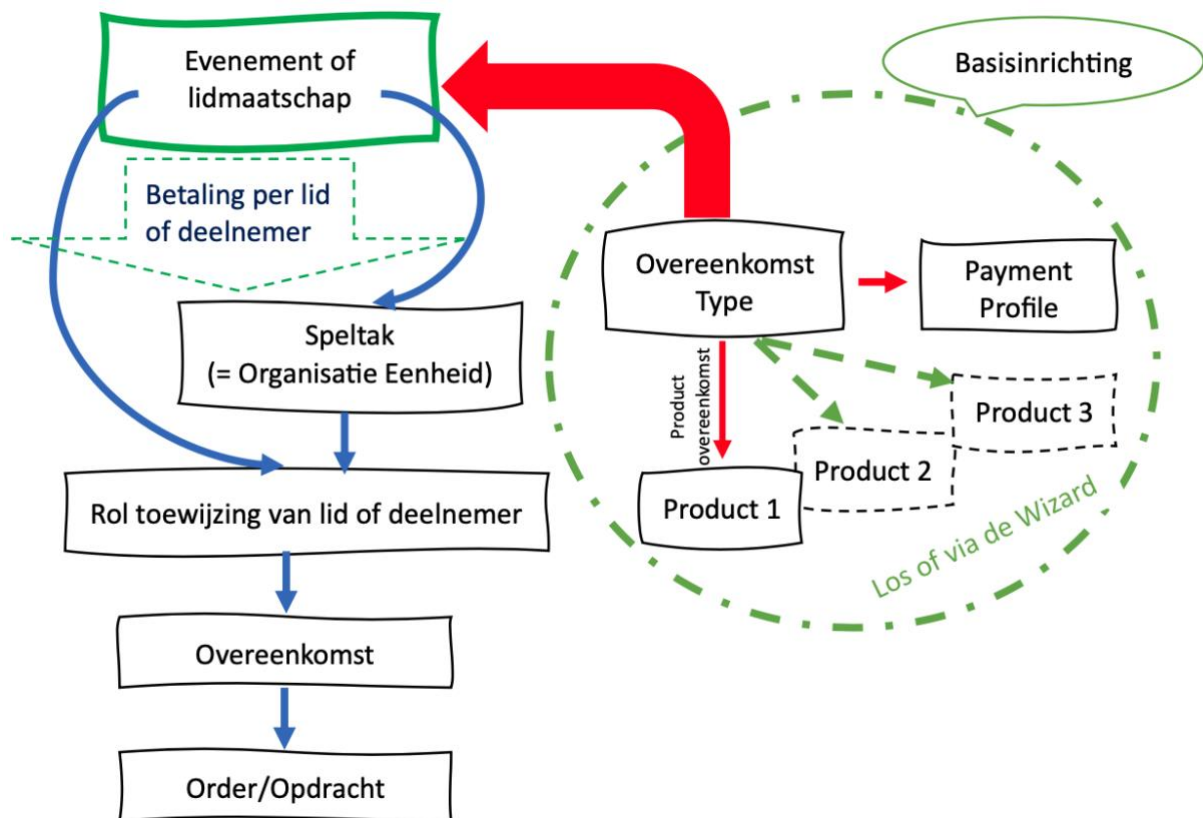 Evenement of
lidmaatschap
Basisinrichting
Betaling per lid
of deelnemer
Overeenkomst
Type
Payment
Profile
Speltak
(= Organisatie Eenheid)
Product
overeenkomst
Product 3
Product 2
Product 1
Los of via de Wizard
Rol toewijzing van lid of deelnemer
Overeenkomst
Order/Opdracht